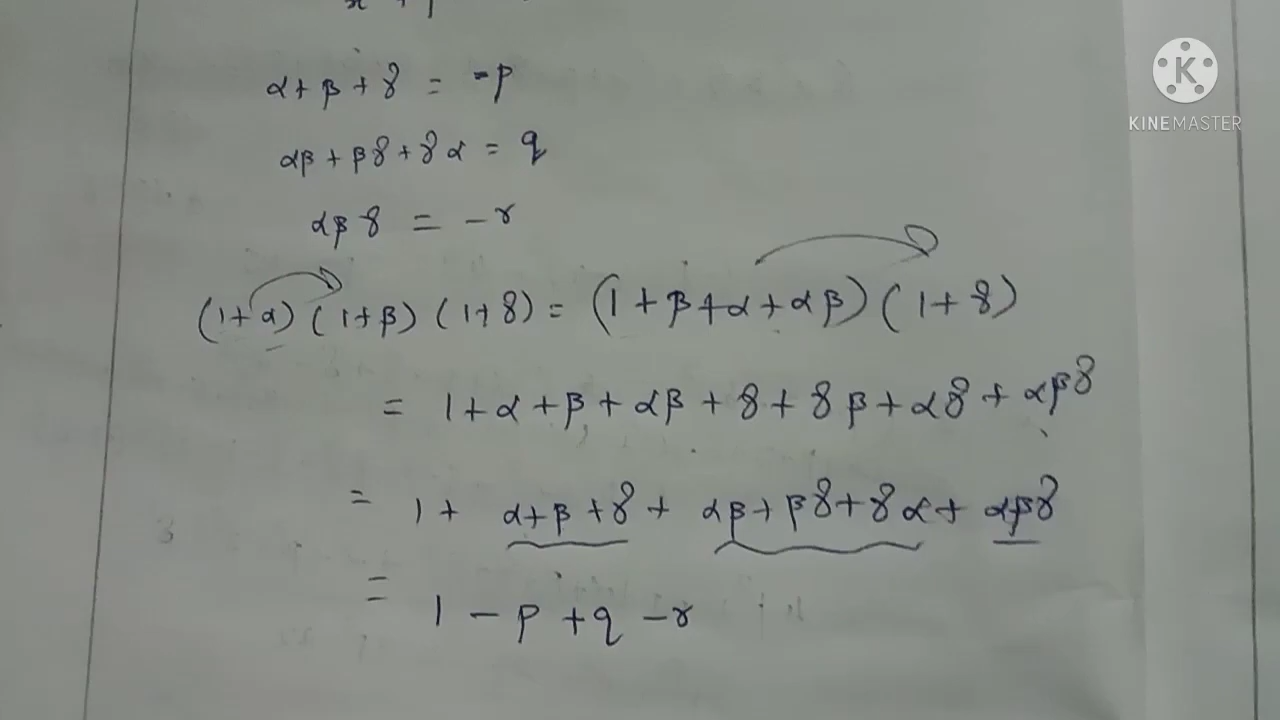 α + β + γ = -p
αβ + βγ + γα = q
αβγ = -r
(1+α) (1+β) (1+γ) = (1+β+α+αβ) (1+γ)
= 1+α+β+αβ+γ+γβ+αγ+αβγ
= 1+ α+β+γ+ αβ+βγ+γα+ αβγ
= 1 - p + q - r
KINEMASTER